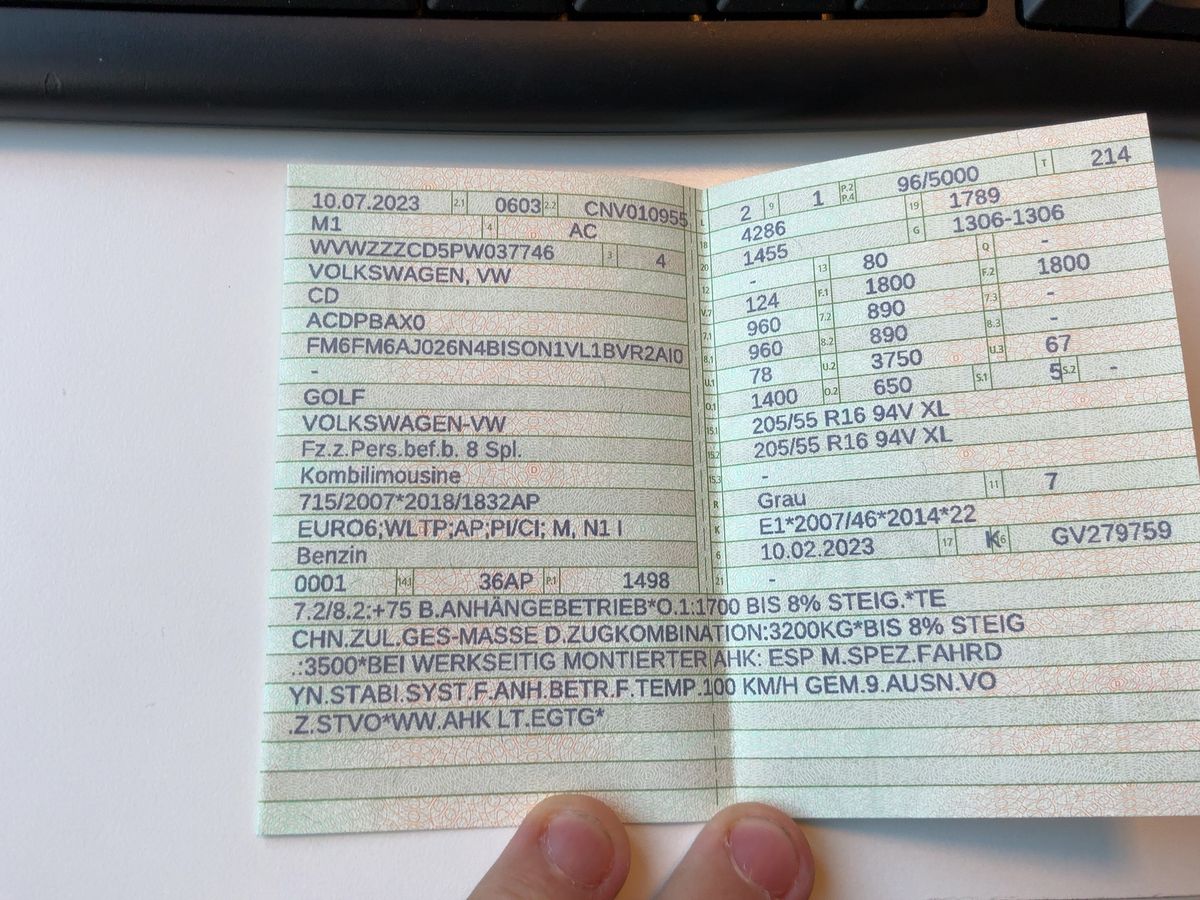 10.07.2023 2.1 0603 2.2 CNV010955
M1 4 AC
WVWZZZCD5PW037746 3 4
VOLKSWAGEN, VW
CD
ACDPBAX0
FM6FM6AJ026N4BISON1VL1BVR2AI0
-
GOLF
VOLKSWAGEN-VW
Fz.z.Pers.bef.b. 8 Spl.
Kombilimousine
715/2007*2018/1832AP
EURO6;WLTP;AP;PI/CI; M, N1 I
Benzin
0001 14.1 36AP P.1 1498
L 2 9 1 P.2 P.4 96/5000 T 214
18 4286 19 1789
20 1455 G 1306-1306
12 - 13 80 Q -
V.7 124 F.1 1800 F.2 1800
7.1 960 7.2 890 7.3 -
8.1 960 8.2 890 8.3 -
U.1 78 U.2 3750 U.3 67
O.1 1400 O.2 650 S.1 5 S.2 -
15.1 205/55 R16 94V XL
15.2 205/55 R16 94V XL
15.3 -
R Grau 11 7
K E1*2007/46*2014*22
6 10.02.2023 17 K 16 GV279759
21 -
7.2/8.2:+75 B.ANHÄNGEBETRIEB*O.1:1700 BIS 8% STEIG.*TE
CHN.ZUL.GES-MASSE D.ZUGKOMBINATION:3200KG*BIS 8% STEIG
.:3500*BEI WERKSEITIG MONTIERTER AHK: ESP M.SPEZ.FAHRD
YN.STABI.SYST.F.ANH.BETR.F.TEMP.100 KM/H GEM.9.AUSN.VO
.Z.STVO*WW.AHK LT.EGTG*